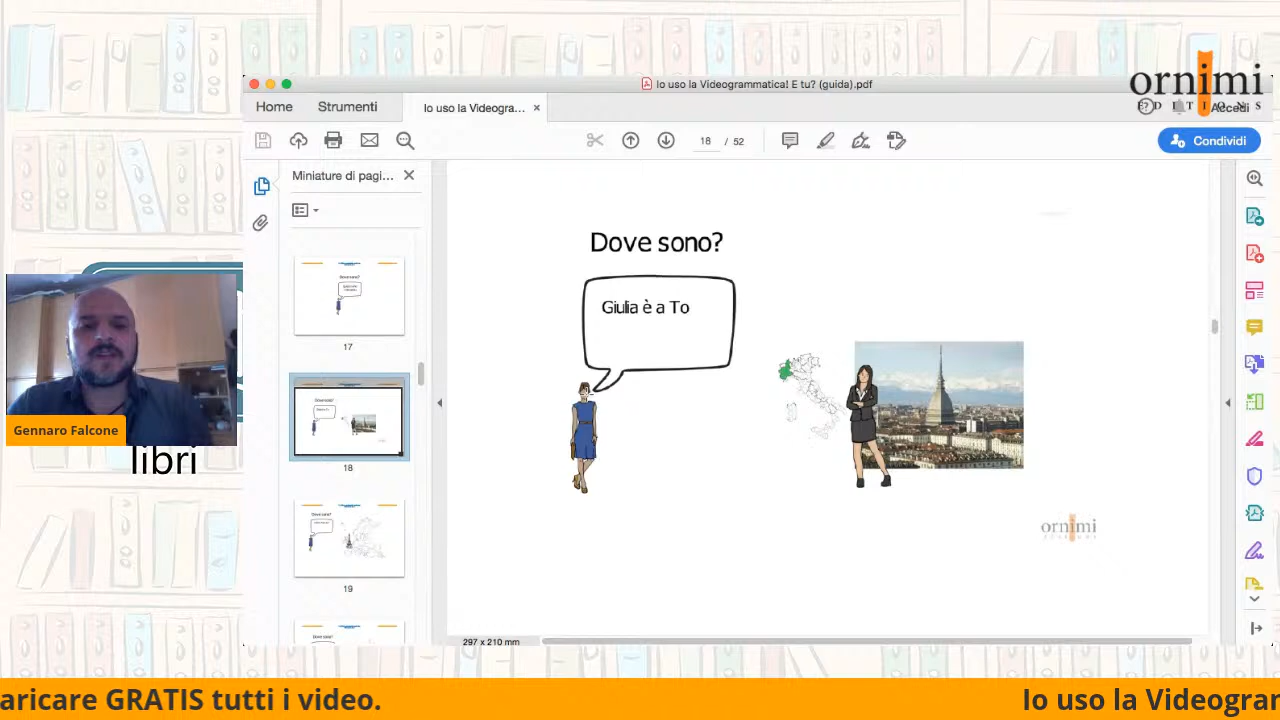 Io uso la Videogrammatica! E tu? (guida).pdf
ornimi
EDITIONS
Home
Strumenti
Io uso la Videogra...
Accedi
18 / 52
Condividi
Miniature di pagi...
17
18
19
Dove sono?
Giulia è a To
ornimi
297 x 210 mm
Gennaro Falcone
libri
aricare GRATIS tutti i video.
Io uso la Videogran